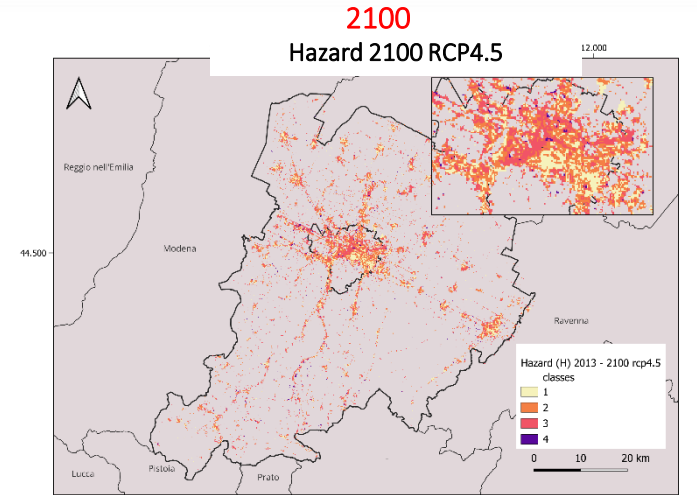 2100
Hazard 2100 RCP4.5
12.000
Reggio nell'Emilia
Modena
44.500
Ravenna
Hazard (H) 2013 - 2100 rcp4.5
classes
1
2
3
4
0 10 20 km
Lucca
Pistoia
Prato